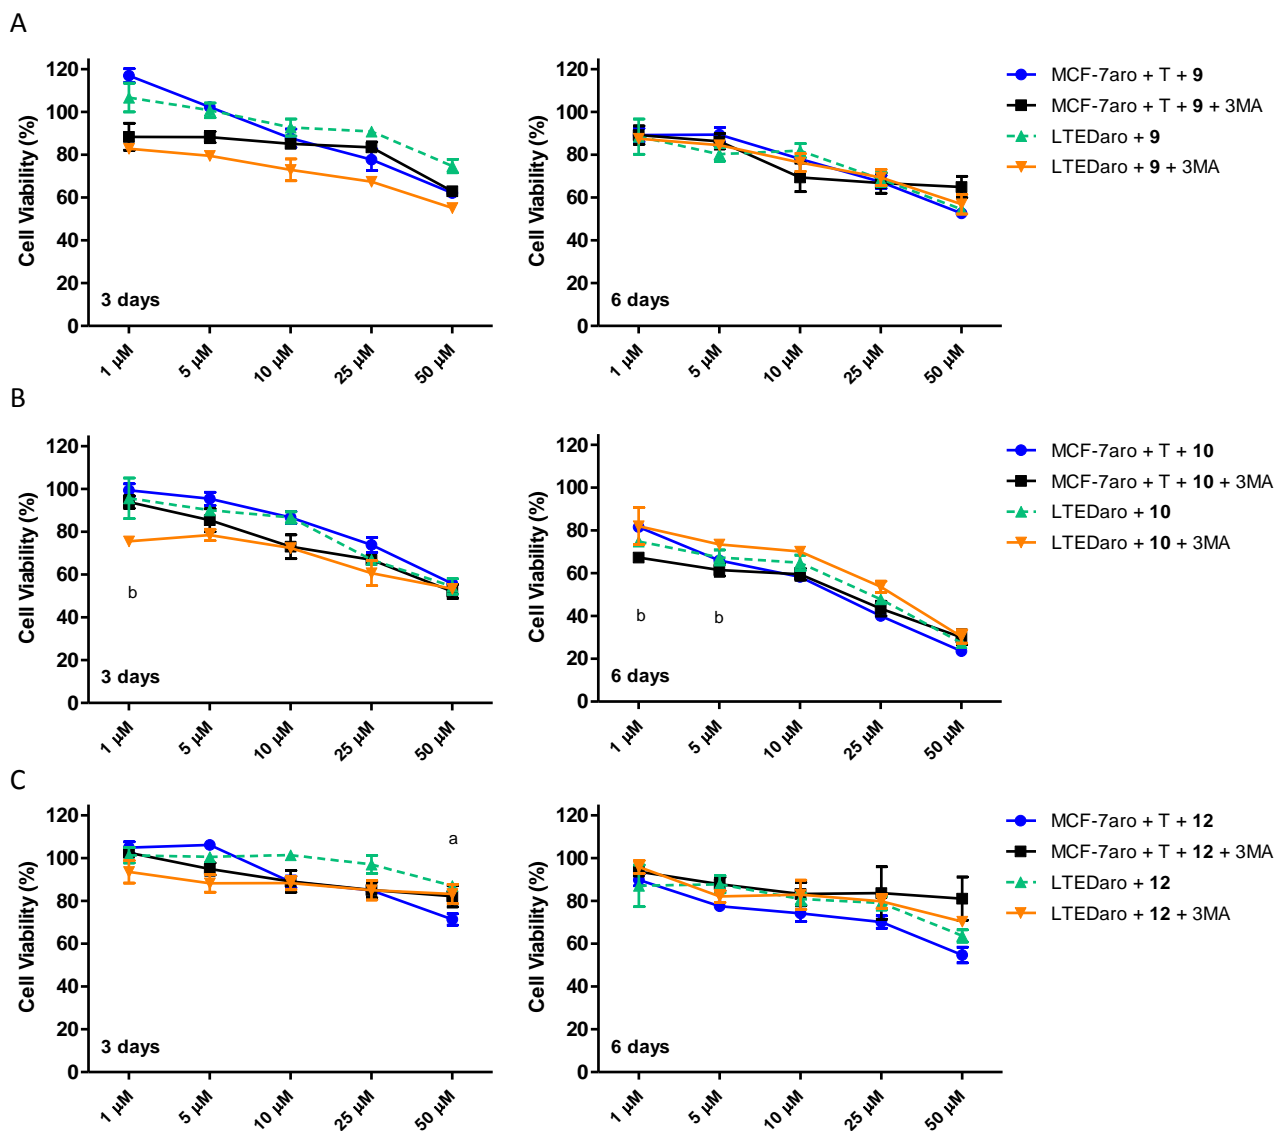 A
Cell Viability (%)
120
100
80
60
40
20
0
3 days
1 µM
5 µM
10 µM
25 µM
50 µM
Cell Viability (%)
120
100
80
60
40
20
0
6 days
1 µM
5 µM
10 µM
25 µM
50 µM
MCF-7aro + T + 9
MCF-7aro + T + 9 + 3MA
LTEDaro + 9
LTEDaro + 9 + 3MA
B
Cell Viability (%)
120
100
80
60
40
20
0
b
3 days
1 µM
5 µM
10 µM
25 µM
50 µM
Cell Viability (%)
120
100
80
60
40
20
0
b
b
6 days
1 µM
5 µM
10 µM
25 µM
50 µM
MCF-7aro + T + 10
MCF-7aro + T + 10 + 3MA
LTEDaro + 10
LTEDaro + 10 + 3MA
C
Cell Viability (%)
120
100
80
60
40
20
0
a
3 days
1 µM
5 µM
10 µM
25 µM
50 µM
Cell Viability (%)
120
100
80
60
40
20
0
6 days
1 µM
5 µM
10 µM
25 µM
50 µM
MCF-7aro + T + 12
MCF-7aro + T + 12 + 3MA
LTEDaro + 12
LTEDaro + 12 + 3MA